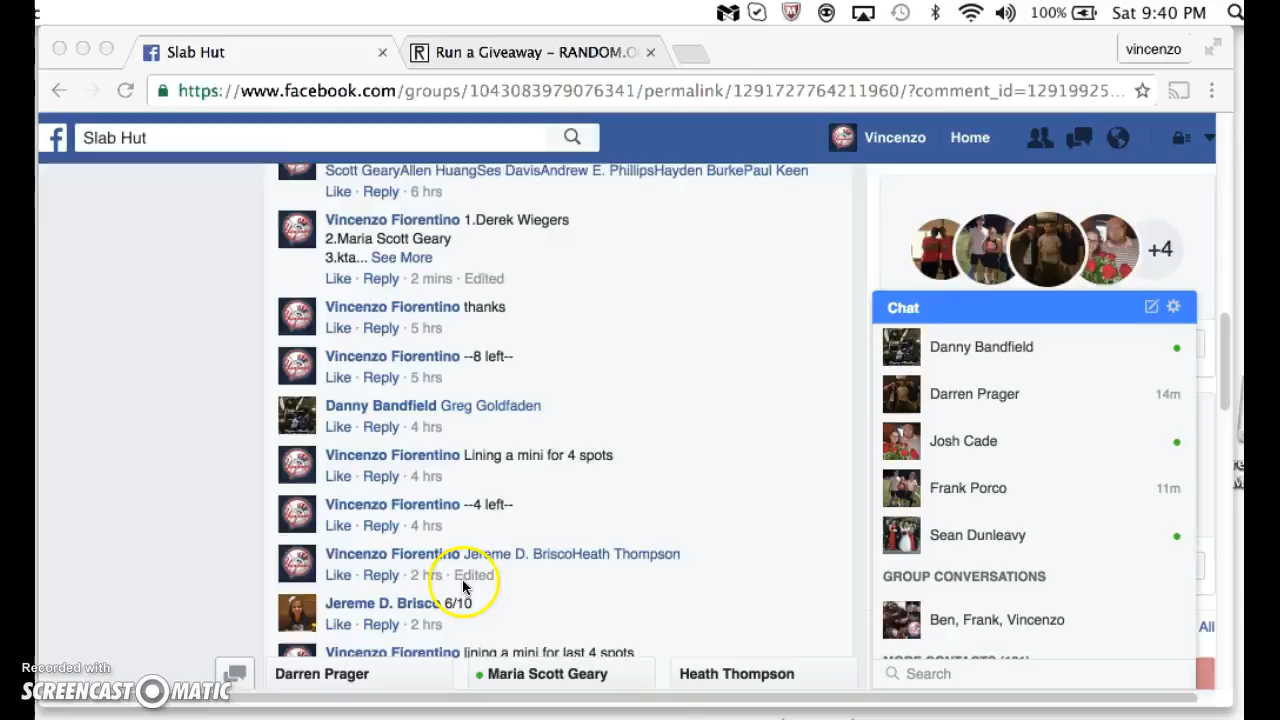 100% Sat 9:40 PM
Slab Hut
Run a Giveaway – RANDOM.O
vincenzo
https://www.facebook.com/groups/1043083979076341/permalink/1291727764211960/?comment_id=12919925...
Slab Hut
Vincenzo Home
Scott GearyAllen HuangSes DavisAndrew E. PhillipsHayden BurkePaul Keen
Like · Reply · 6 hrs
Vincenzo Fiorentino 1.Derek Wiegers
2.Maria Scott Geary
3.kta... See More
Like · Reply · 2 mins · Edited
Vincenzo Fiorentino thanks
Like · Reply · 5 hrs
Vincenzo Fiorentino --8 left--
Like · Reply · 5 hrs
Danny Bandfield Greg Goldfaden
Like · Reply · 4 hrs
Vincenzo Fiorentino Lining a mini for 4 spots
Like · Reply · 4 hrs
Vincenzo Fiorentino --4 left--
Like · Reply · 4 hrs
Vincenzo Fiorentino Jereme D. BriscoHeath Thompson
Like · Reply · 2 hrs · Edited
Jereme D. Brisco 6/10
Like · Reply · 2 hrs
Vincenzo Fiorentino lining a mini for last 4 spots
+4
Chat
Danny Bandfield
Darren Prager 14m
Josh Cade
Frank Porco 11m
Sean Dunleavy
GROUP CONVERSATIONS
Ben, Frank, Vincenzo
All
Search
Darren Prager
Maria Scott Geary
Heath Thompson
Recorded with
SCREENCAST MATIC